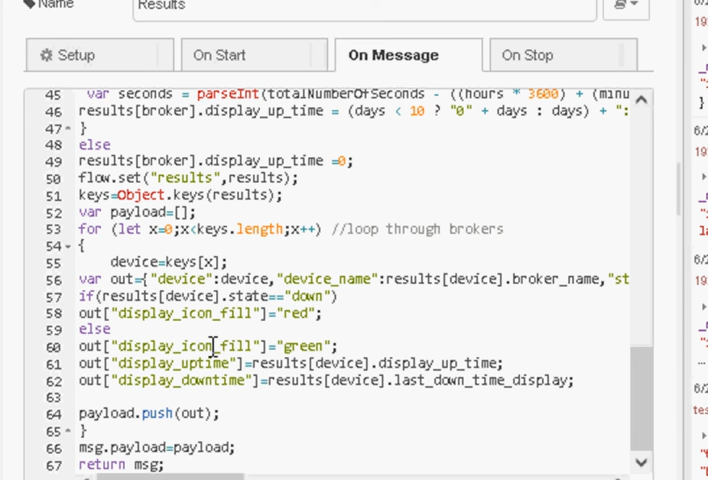 Name
Results
Setup
On Start
On Message
On Stop
45 var seconds = parseInt(totalNumberOfSeconds - ((hours * 3600) + (minu
46 results[broker].display_up_time = (days < 10 ? "0" + days : days) + ":
47 }
48 else
49 results[broker].display_up_time =0;
50 flow.set("results",results);
51 keys=Object.keys(results);
52 var payload=[];
53 for (let x=0;x<keys.length;x++) //loop through brokers
54 {
55 device=keys[x];
56 var out={"device":device,"device_name":results[device].broker_name,"st
57 if(results[device].state=="down")
58 out["display_icon_fill"]="red";
59 else
60 out["display_icon_fill"]="green";
61 out["display_uptime"]=results[device].display_up_time;
62 out["display_downtime"]=results[device].last_down_time_display;
63
64 payload.push(out);
65 }
66 msg.payload=payload;
67 return msg;